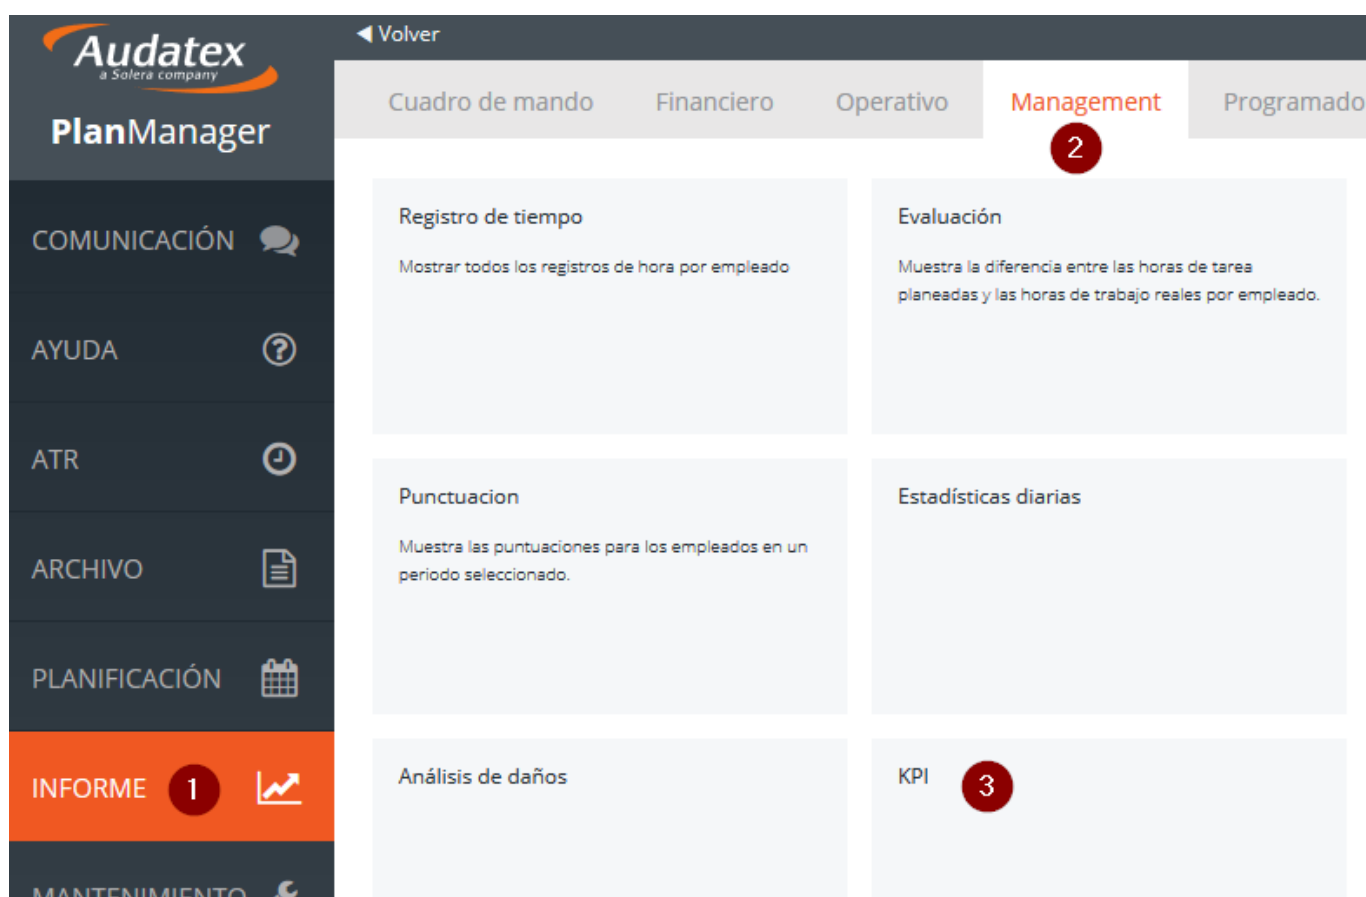 Audatex
a Solera company
PlanManager
COMUNICACIÓN
AYUDA
ATR
ARCHIVO
PLANIFICACIÓN
INFORME 1
MANTENIMIENTO
Volver
Cuadro de mando Financiero Operativo Management Programado
2
Registro de tiempo
Mostrar todos los registros de hora por empleado
Evaluación
Muestra la diferencia entre las horas de tarea
planeadas y las horas de trabajo reales por empleado.
Punctuacion
Muestra las puntuaciones para los empleados en un
periodo seleccionado.
Estadísticas diarias
Análisis de daños
KPI 3